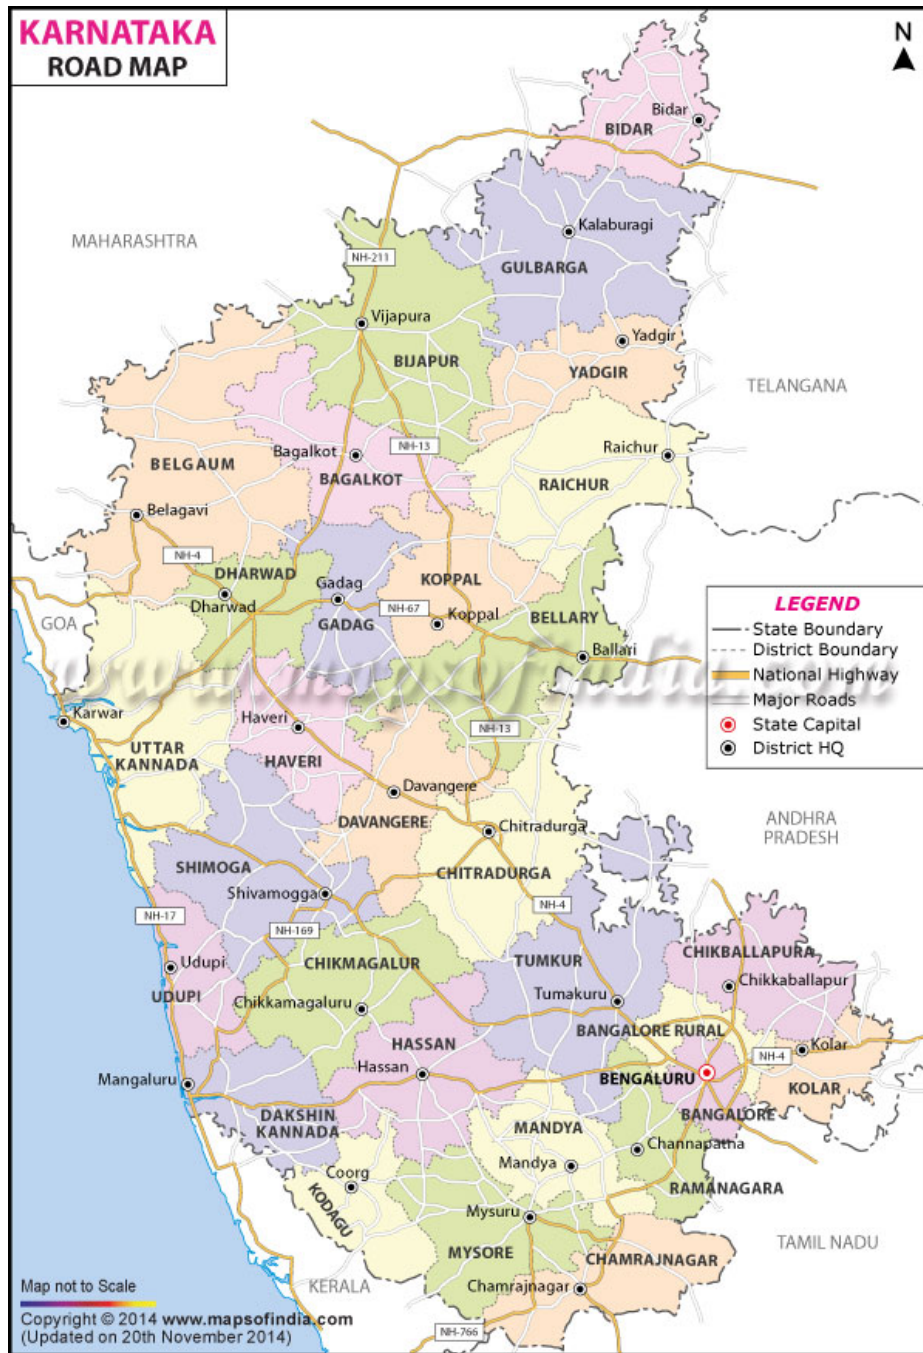 KARNATAKA
ROAD MAP
N
Bidar
BIDAR
MAHARASHTRA
Kalaburagi
NH-211
GULBARGA
Vijapura
Yadgir
BIJAPUR
YADGIR
TELANGANA
NH-13
Bagalkot
Raichur
BELGAUM
BAGALKOT
RAICHUR
Belagavi
NH-4
DHARWAD
Gadag
KOPPAL
Dharwad
NH-67
Koppal
BELLARY
GOA
GADAG
Ballari
LEGEND
State Boundary
District Boundary
National Highway
Major Roads
State Capital
District HQ
www.mapsofindia.com
Karwar
Haveri
NH-13
UTTAR
KANNADA
HAVERI
Davangere
DAVANGERE
Chitradurga
ANDHRA
PRADESH
SHIMOGA
CHITRADURGA
Shivamogga
NH-4
NH-17
NH-169
CHIKBALLAPURA
Udupi
CHIKMAGALUR
TUMKUR
Chikkaballapur
UDUPI
Chikkamagaluru
Tumakuru
BANGALORE RURAL
HASSAN
Kolar
NH-4
Mangaluru
Hassan
BENGALURU
KOLAR
DAKSHIN
KANNADA
MANDYA
BANGALORE
Channapatna
Coorg
Mandya
KODAGU
RAMANAGARA
Mysuru
MYSORE
CHAMRAJNAGAR
TAMIL NADU
KERALA
Chamrajnagar
NH-766
Map not to Scale
Copyright © 2014 www.mapsofindia.com
(Updated on 20th November 2014)